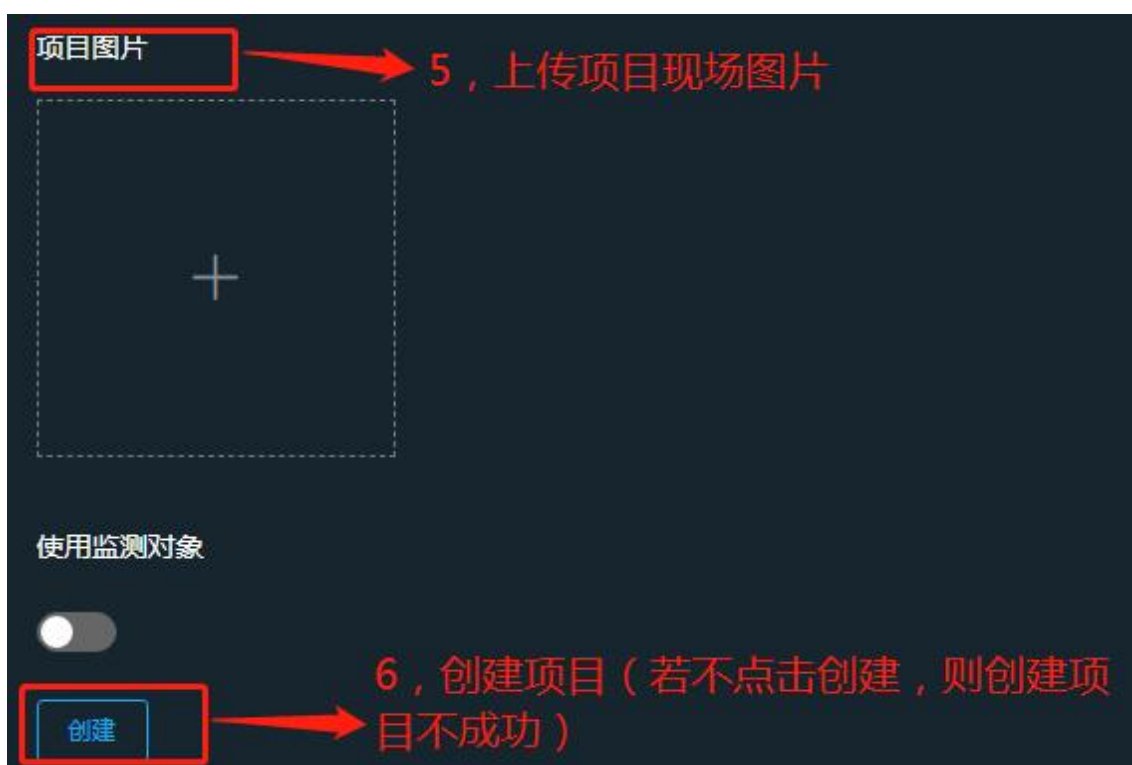 项目图片
5，上传项目现场图片
使用监测对象
6，创建项目（若不点击创建，则创建项
目不成功）
创建